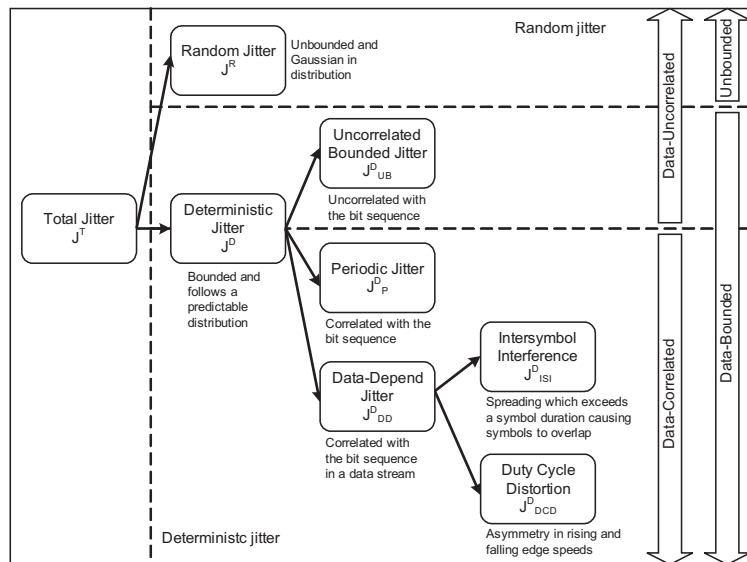 Random jitter
Random Jitter
J^R
Unbounded and
Gaussian in
distribution
Uncorrelated
Bounded Jitter
J^D_UB
Uncorrelated with
the bit sequence
Total Jitter
J^T
Deterministic
Jitter
J^D
Bounded and
follows a
predictable
distribution
Periodic Jitter
J^D_P
Correlated with the
bit sequence
Data-Depend
Jitter
J^D_DD
Correlated with
the bit sequence
in a data stream
Intersymbol
Interference
J^D_ISI
Spreading which exceeds
a symbol duration causing
symbols to overlap
Duty Cycle
Distortion
J^D_DCD
Asymmetry in rising and
falling edge speeds
Deterministc jitter
Data-Uncorrelated
Unbounded
Data-Correlated
Data-Bounded